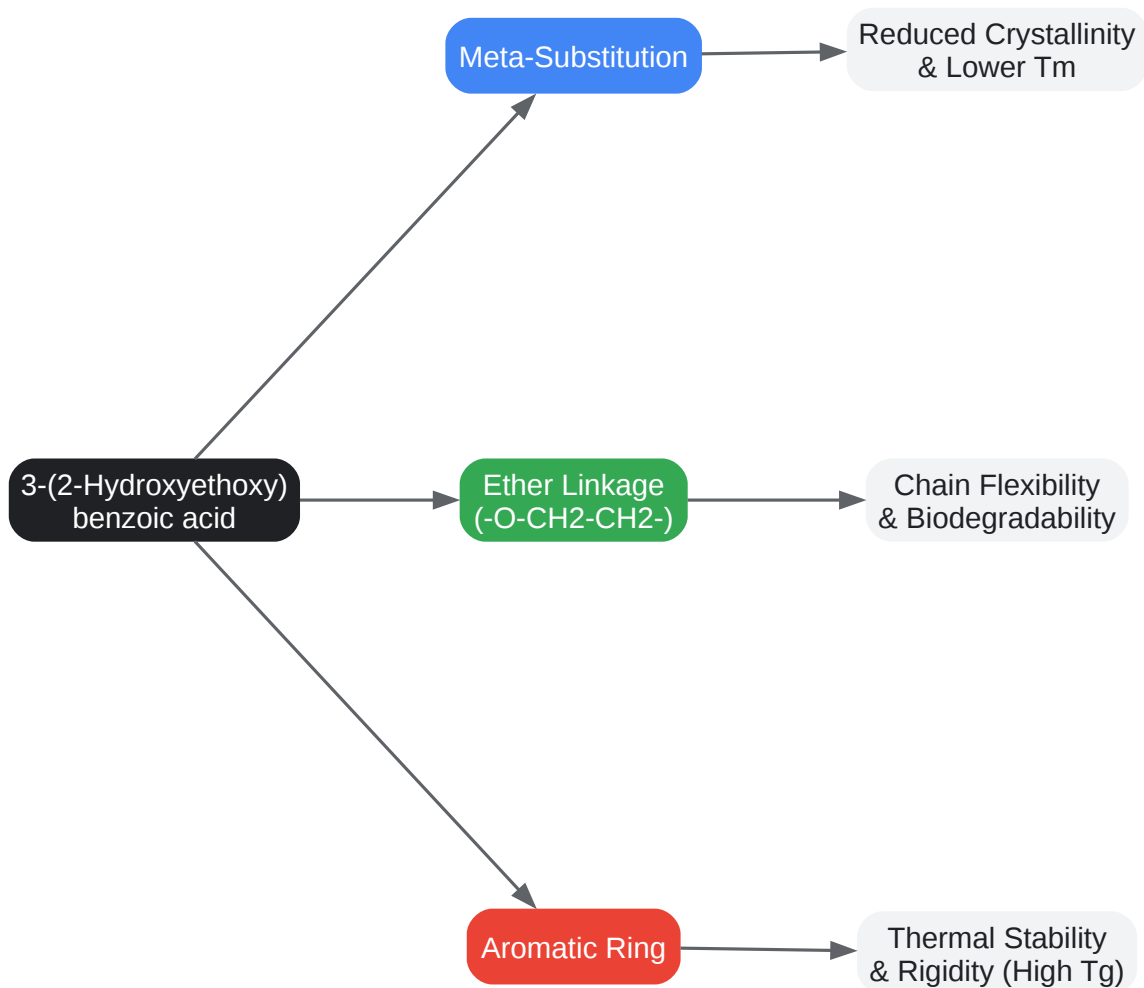 Meta-Substitution
Reduced Crystallinity
& Lower Tm
3-(2-Hydroxyethoxy)
benzoic acid
Ether Linkage
(-O-CH2-CH2-)
Chain Flexibility
& Biodegradability
Aromatic Ring
Thermal Stability
& Rigidity (High Tg)